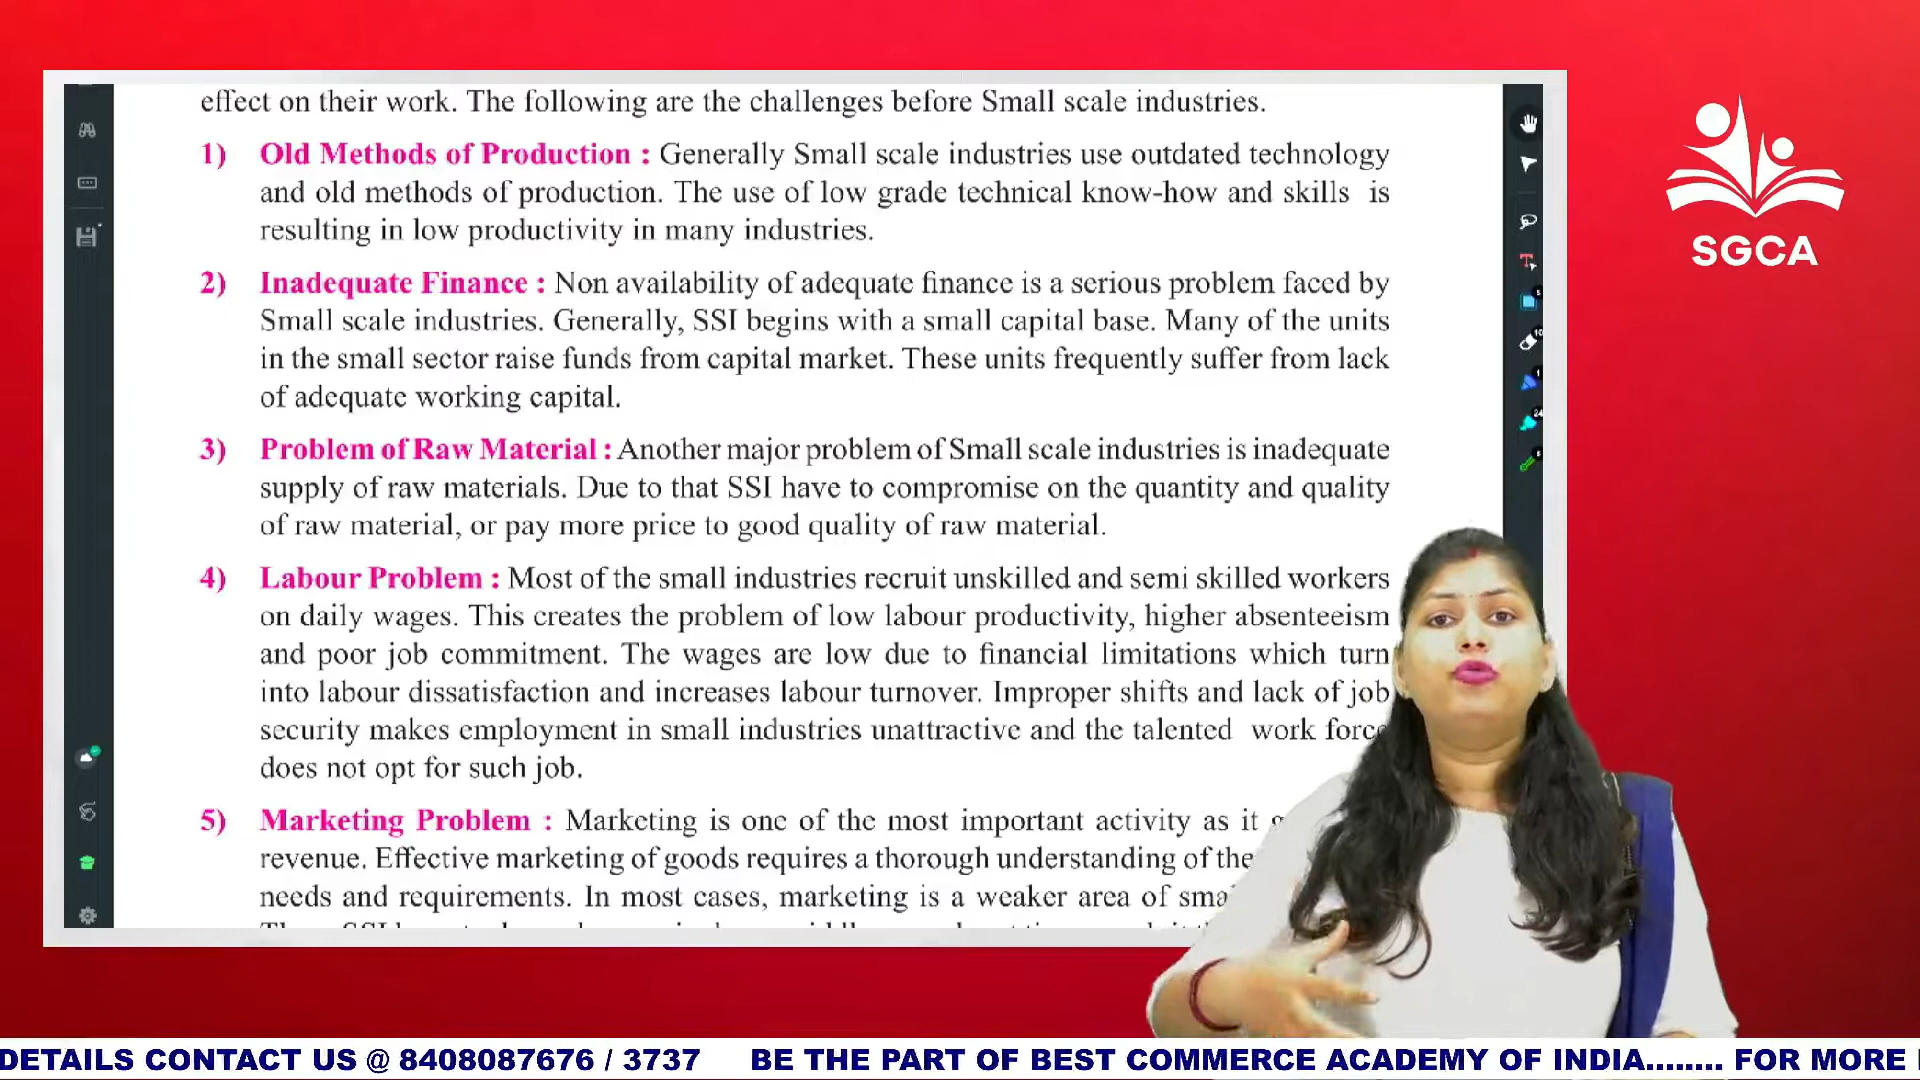 effect on their work. The following are the challenges before Small scale industries.
1) Old Methods of Production : Generally Small scale industries use outdated technology
and old methods of production. The use of low grade technical know-how and skills is
resulting in low productivity in many industries.
2) Inadequate Finance : Non availability of adequate finance is a serious problem faced by
Small scale industries. Generally, SSI begins with a small capital base. Many of the units
in the small sector raise funds from capital market. These units frequently suffer from lack
of adequate working capital.
3) Problem of Raw Material : Another major problem of Small scale industries is inadequate
supply of raw materials. Due to that SSI have to compromise on the quantity and quality
of raw material, or pay more price to good quality of raw material.
4) Labour Problem : Most of the small industries recruit unskilled and semi skilled workers
on daily wages. This creates the problem of low labour productivity, higher absenteeism
and poor job commitment. The wages are low due to financial limitations which turn
into labour dissatisfaction and increases labour turnover. Improper shifts and lack of job
security makes employment in small industries unattractive and the talented work force
does not opt for such job.
5) Marketing Problem : Marketing is one of the most important activity as it
revenue. Effective marketing of goods requires a thorough understanding of the
needs and requirements. In most cases, marketing is a weaker area of
SGCA
DETAILS CONTACT US @ 8408087676 / 3737 BE THE PART OF BEST COMMERCE ACADEMY OF INDIA........ FOR MORE